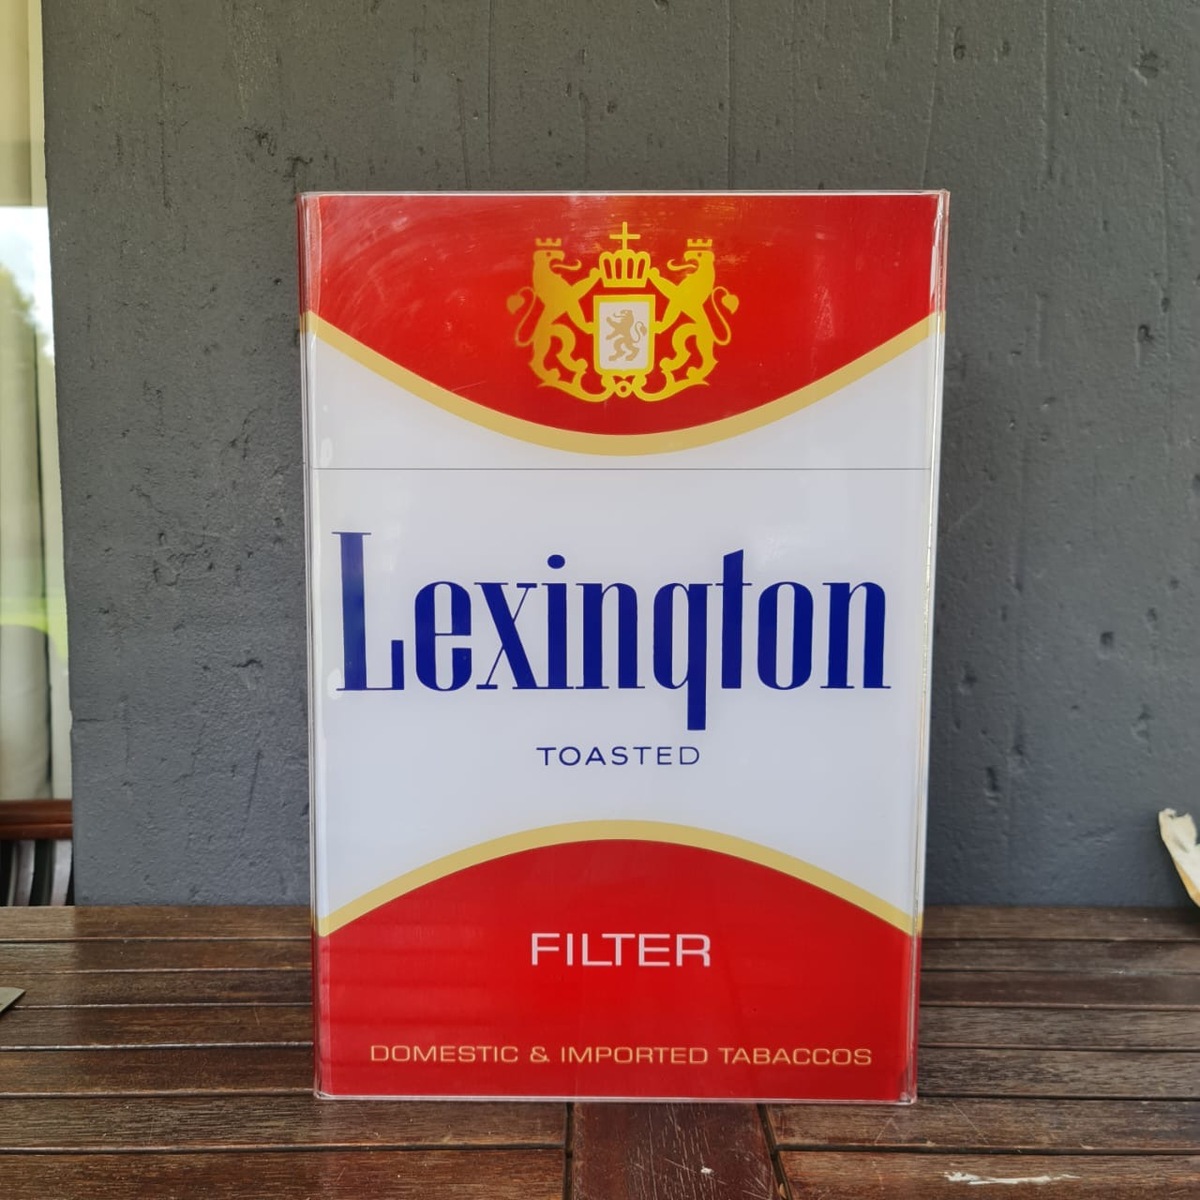 Lexington
TOASTED
FILTER
DOMESTIC & IMPORTED TABACCOS